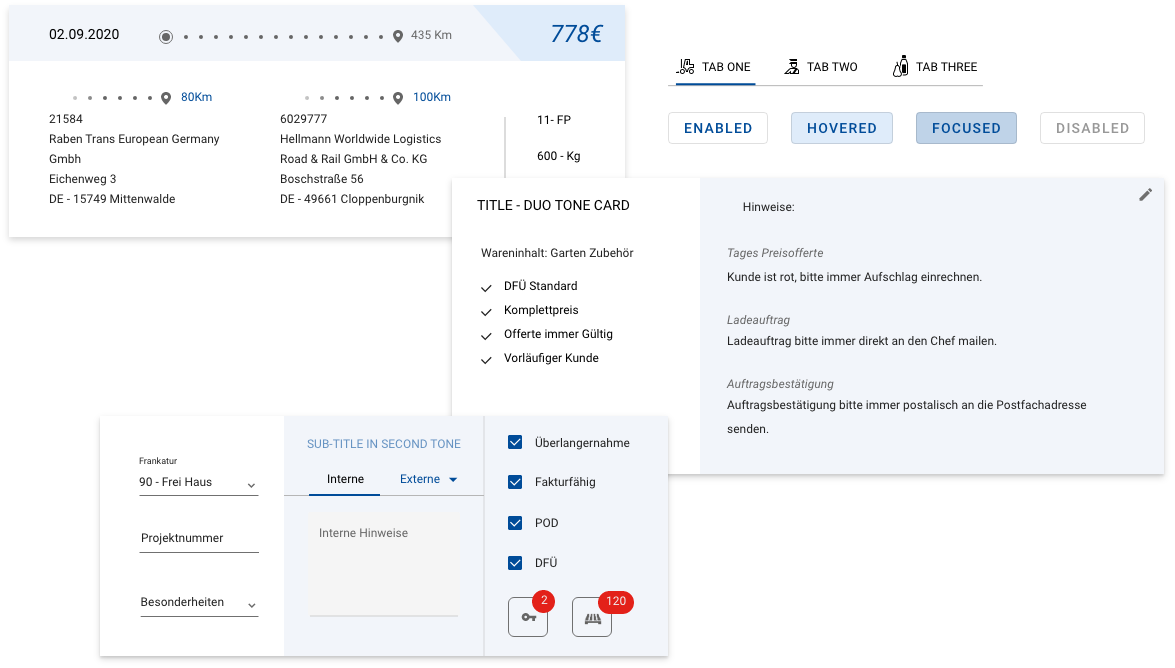 02.09.2020
435 Km
778€
80Km
21584
Raben Trans European Germany
Gmbh
Eichenweg 3
DE - 15749 Mittenwalde
100Km
6029777
Hellmann Worldwide Logistics
Road & Rail GmbH & Co. KG
Boschstraße 56
DE - 49661 Cloppenburgnik
11- FP
600 - Kg
TAB ONE
TAB TWO
TAB THREE
ENABLED
HOVERED
FOCUSED
DISABLED
TITLE - DUO TONE CARD
Wareninhalt: Garten Zubehör
DFÜ Standard
Komplettpreis
Offerte immer Gültig
Vorläufiger Kunde
Hinweise:
Tages Preisofferte
Kunde ist rot, bitte immer Aufschlag einrechnen.
Ladeauftrag
Ladeauftrag bitte immer direkt an den Chef mailen.
Auftragsbestätigung
Auftragsbestätigung bitte immer postalisch an die Postfachadresse
senden.
Frankatur
90 - Frei Haus
Projektnummer
Besonderheiten
SUB-TITLE IN SECOND TONE
Interne
Externe
Interne Hinweise
Überlangernahme
Fakturfähig
POD
DFÜ
2
120